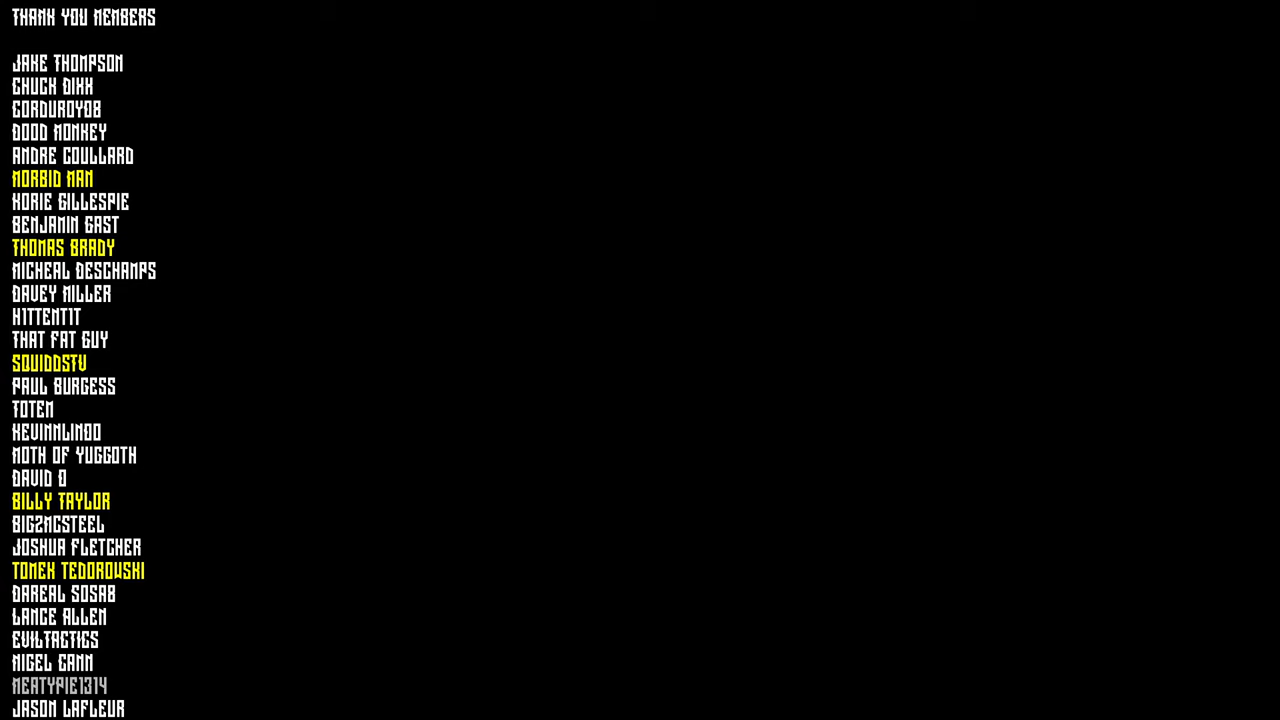 THANK YOU MEMBERS
JAKE THOMPSON
CHUCK DIXX
CORDUROY08
DOOD MONKEY
ANDRE COULLARD
MORBID MAN
KORIE GILLESPIE
BENJAMIN GAST
THOMAS BRADY
MICHEAL DESCHAMPS
DAVEY MILLER
K1TTENT1T
THAT FAT GUY
SQUIDDSTV
PAUL BURGESS
TOTEM
KEVINNLINDO
MOTH OF YUGGOTH
DAVID O
BILLY TAYLOR
BIGZMCSTEEL
JOSHUA FLETCHER
TOMEK TEDOROWSKI
DAREAL SOSA8
LANCE ALLEN
EVILTACTICS
NIGEL CANN
MEATYPIE1314
JASON LAFLEUR